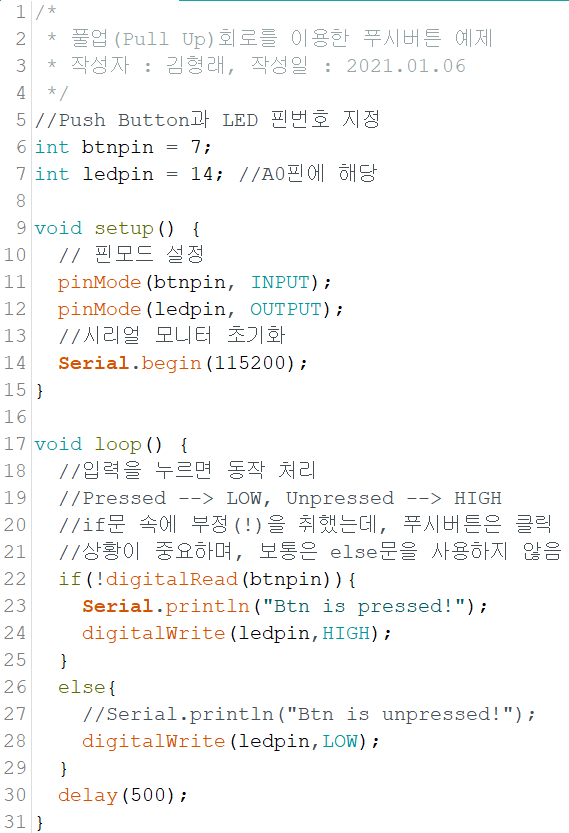 1 /*
2  * 풀업(Pull Up)회로를 이용한 푸시버튼 예제
3  * 작성자 : 김형래, 작성일 : 2021.01.06
4  */
5 //Push Button과 LED 핀번호 지정
6 int btnpin = 7;
7 int ledpin = 14; //A0핀에 해당
8
9 void setup() {
10   // 핀모드 설정
11   pinMode(btnpin, INPUT);
12   pinMode(ledpin, OUTPUT);
13   //시리얼 모니터 초기화
14   Serial.begin(115200);
15 }
16
17 void loop() {
18   //입력을 누르면 동작 처리
19   //Pressed --> LOW, Unpressed --> HIGH
20   //if문 속에 부정(!)을 취했는데, 푸시버튼은 클릭
21   //상황이 중요하며, 보통은 else문을 사용하지 않음
22   if(!digitalRead(btnpin)){
23     Serial.println("Btn is pressed!");
24     digitalWrite(ledpin,HIGH);
25   }
26   else{
27     //Serial.println("Btn is unpressed!");
28     digitalWrite(ledpin,LOW);
29   }
30   delay(500);
31 }